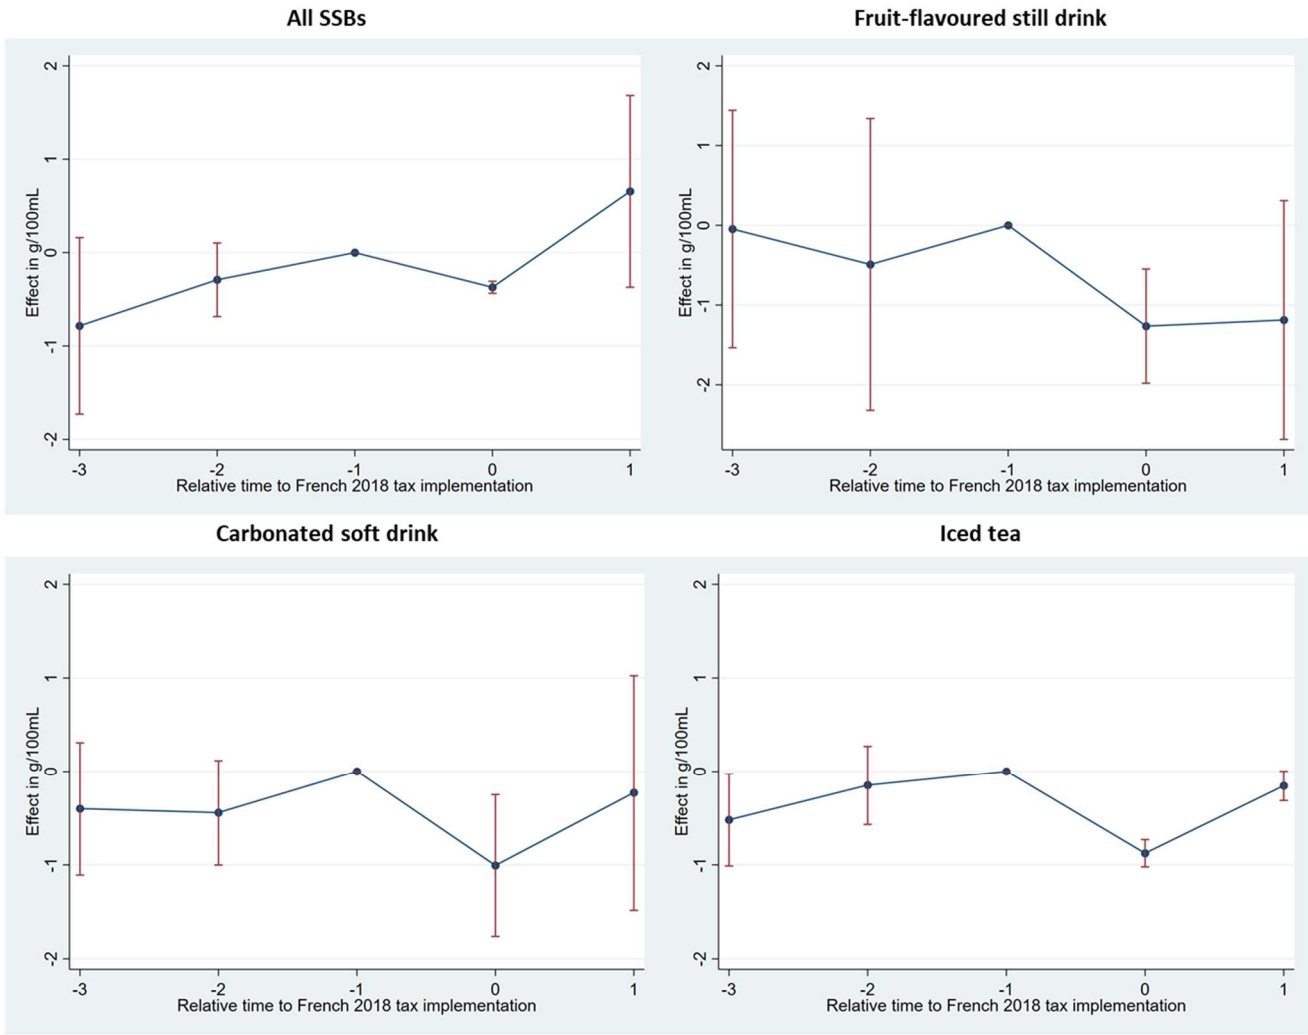 All SSBs
2
1
0
-1
-2
Effect in g/100mL
-3 -2 -1 0 1
Relative time to French 2018 tax implementation
Fruit-flavoured still drink
2
1
0
-1
-2
Effect in g/100mL
-3 -2 -1 0 1
Relative time to French 2018 tax implementation
Carbonated soft drink
2
1
0
-1
-2
Effect in g/100mL
-3 -2 -1 0 1
Relative time to French 2018 tax implementation
Iced tea
2
1
0
-1
-2
Effect in g/100mL
-3 -2 -1 0 1
Relative time to French 2018 tax implementation